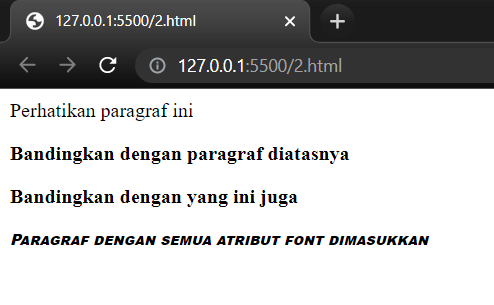 127.0.0.1:5500/2.html
127.0.0.1:5500/2.html
Perhatikan paragraf ini
Bandingkan dengan paragraf diatasnya
Bandingkan dengan yang ini juga
Paragraf dengan semua atribut font dimasukkan